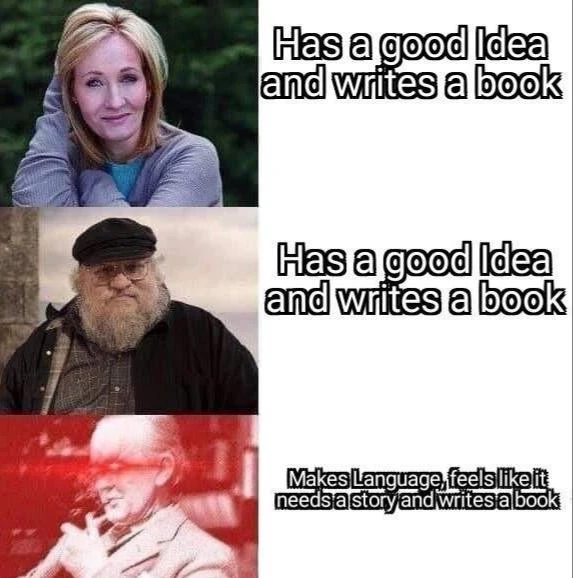 Has a good Idea
and writes a book
Has a good Idea
and writes a book
Makes Language, feels like it
needs a story and writes a book